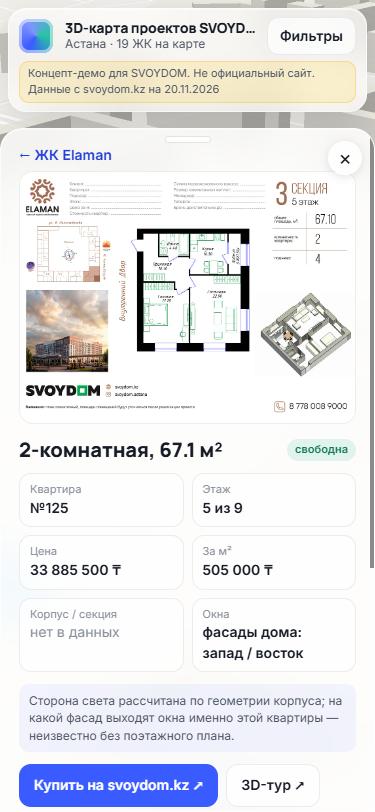 3D-карта проектов SVOYD...
Астана · 19 ЖК на карте
Фильтры
Концепт-демо для SVOYDOM. Не официальный сайт.
Данные с svoydom.kz на 20.11.2026
← ЖК Elaman
×
ELAMAN
3 СЕКЦИЯ
5 этаж
67.10
2
4
Внутренний двор
SVOYDOM
svoydom.kz
svoydom.astana
8 778 008 9000
2-комнатная, 67.1 м²
свободна
Квартира
№125
Этаж
5 из 9
Цена
33 885 500 ₸
За м²
505 000 ₸
Корпус / секция
нет в данных
Окна
фасады дома:
запад / восток
Сторона света рассчитана по геометрии корпуса; на
какой фасад выходят окна именно этой квартиры —
неизвестно без поэтажного плана.
Купить на svoydom.kz ↗
3D-тур ↗